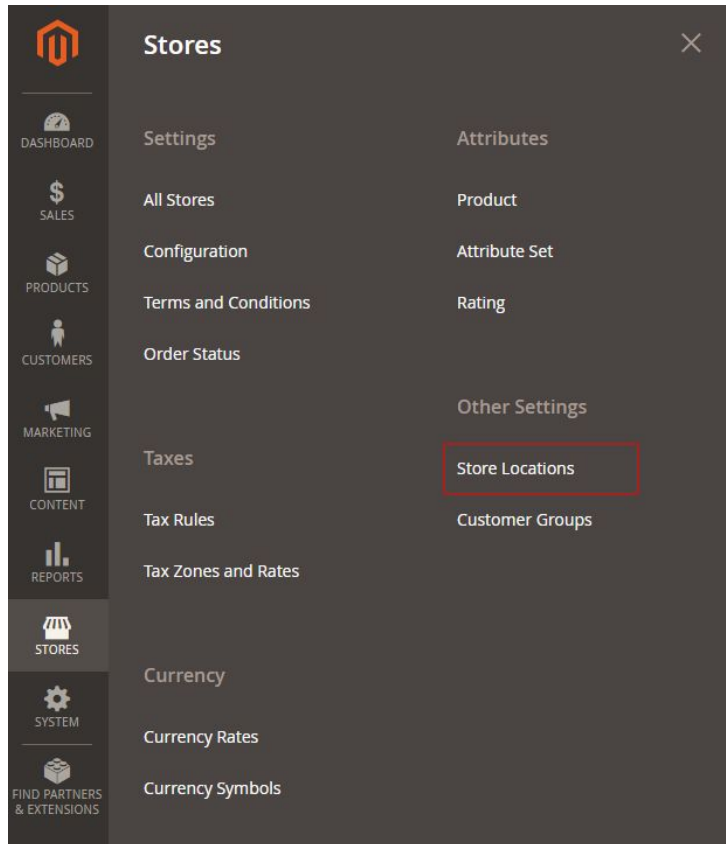 DASHBOARD
SALES
PRODUCTS
CUSTOMERS
MARKETING
CONTENT
REPORTS
STORES
SYSTEM
FIND PARTNERS
& EXTENSIONS
Stores
Settings
All Stores
Configuration
Terms and Conditions
Order Status
Taxes
Tax Rules
Tax Zones and Rates
Currency
Currency Rates
Currency Symbols
Attributes
Product
Attribute Set
Rating
Other Settings
Store Locations
Customer Groups